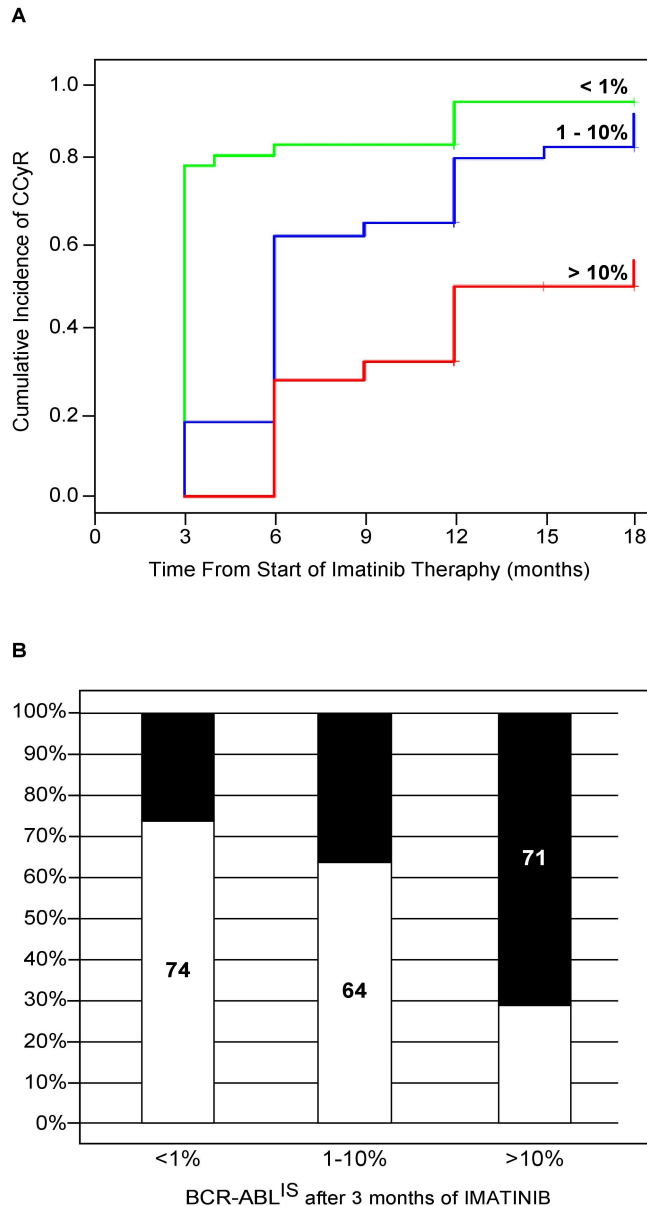 A
1.0
0.8
0.6
0.4
0.2
0.0
Cumulative Incidence of CCyR
< 1%
1 - 10%
> 10%
0 3 6 9 12 15 18
Time From Start of Imatinib Theraphy (months)
B
100%
90%
80%
70%
60%
50%
40%
30%
20%
10%
0%
74
64
71
<1% 1-10% >10%
BCR-ABLIS after 3 months of IMATINIB